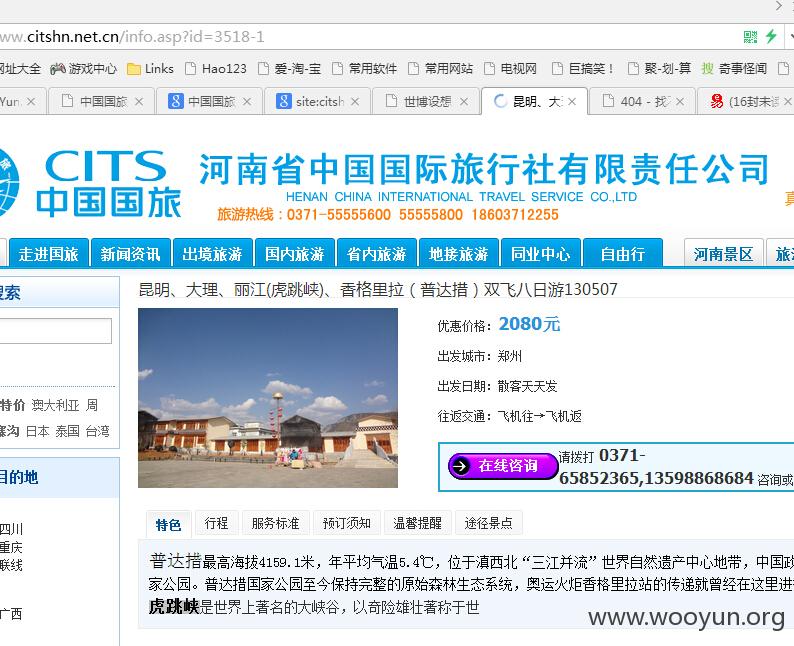 ww.citshn.net.cn/info.asp?id=3518-1
网址大全 游戏中心 Links Hao123 爱-淘-宝 常用软件 常用网站 电视网 巨搞笑！ 聚-划-算 搜 奇事怪闻
Yun. 中国国旅 中国国旅 site:citsh 世博设想 昆明、大 404 - 找 (16封未读
CITS
中国国旅
河南省中国国际旅行社有限责任公司
HENAN CHINA INTERNATIONAL TRAVEL SERVICE CO.,LTD
旅游热线：0371-55555600 55555800 18603712255
走进国旅 新闻资讯 出境旅游 国内旅游 省内旅游 地接旅游 同业中心 自由行 河南景区 旅游
搜索
昆明、大理、丽江(虎跳峡)、香格里拉（普达措）双飞八日游130507
优惠价格：2080元
出发城市：郑州
出发日期：散客天天发
往返交通：飞机往→飞机返
特价 澳大利亚 周
寨沟 日本 泰国 台湾
在线咨询
请拨打 0371-
65852365,13598868684 咨询或
目的地
四川
重庆
联线
广西
特色 行程 服务标准 预订须知 温馨提醒 途径景点
普达措最高海拔4159.1米，年平均气温5.4℃，位于滇西北“三江并流”世界自然遗产中心地带，中国政
家公园。普达措国家公园至今保持完整的原始森林生态系统，奥运火炬香格里拉站的传递就曾经在这里进行
虎跳峡是世界上著名的大峡谷，以奇险雄壮著称于世
www.wooyun.org